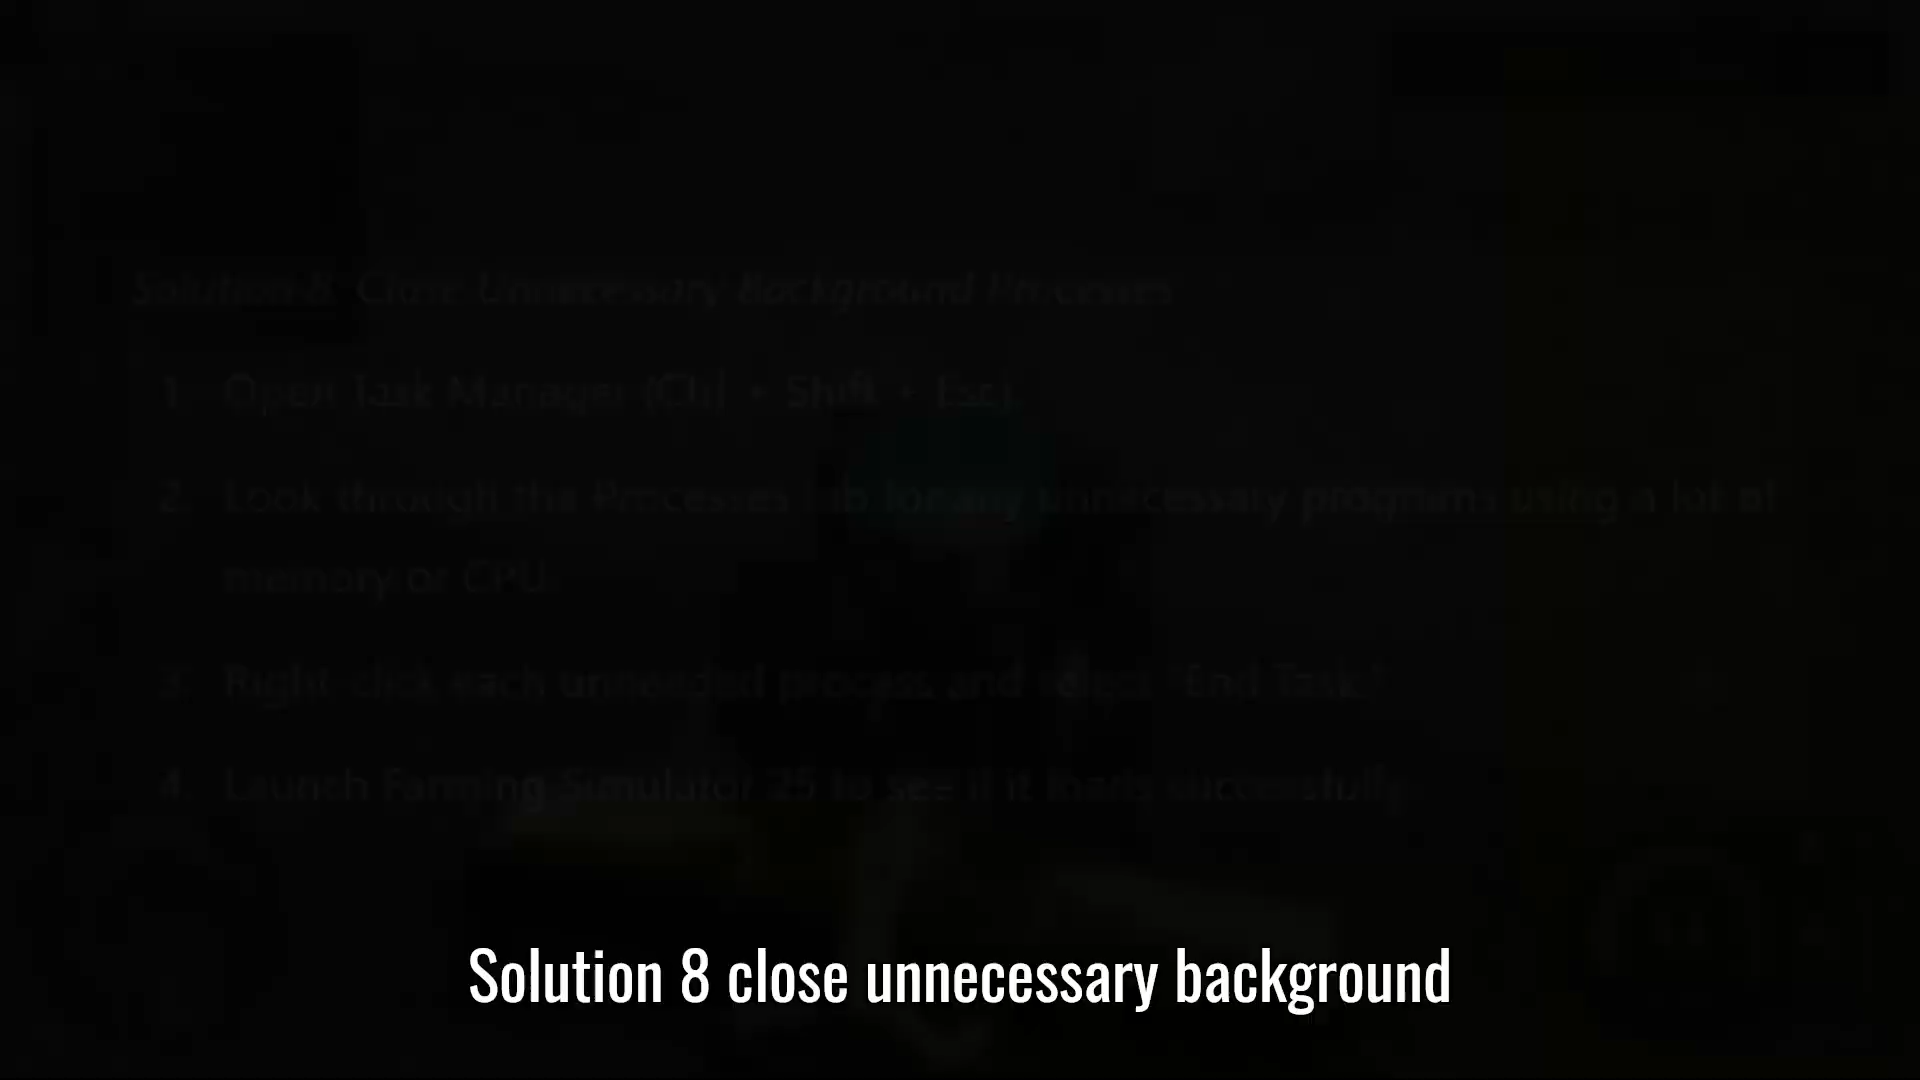 Solution 8: Close Unnecessary Background Processes
1. Open Task Manager (Ctrl + Shift + Esc).
2. Look through the Processes tab for any unnecessary programs using a lot of
memory or CPU.
3. Right-click each unneeded process and select "End Task."
4. Launch Farming Simulator 25 to see if it loads successfully.
Solution 8 close unnecessary background